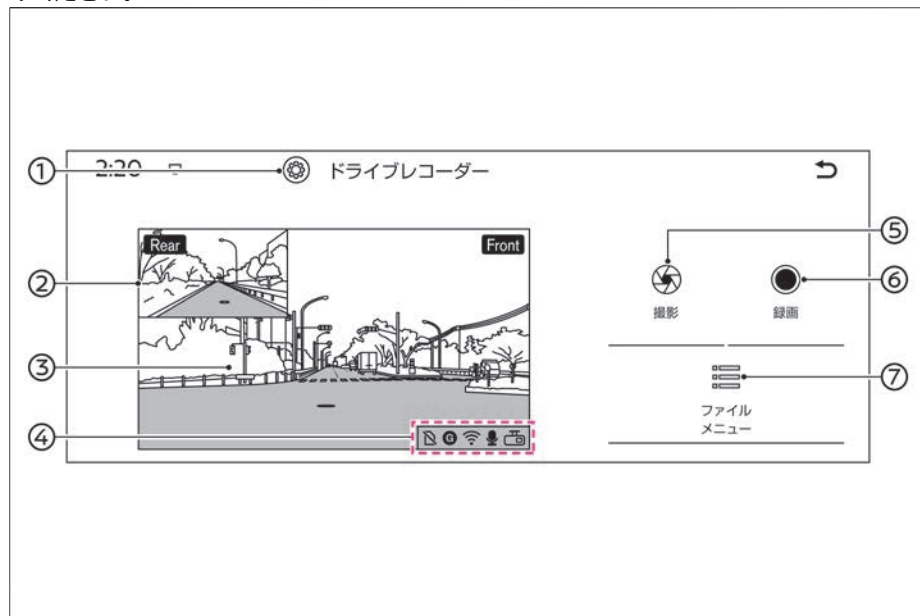 ① 2:20 ドライブレコーダー
Rear Front
⑤
② ⑥
撮影 録画
③ ⑦
ファイル
メニュー
④ G